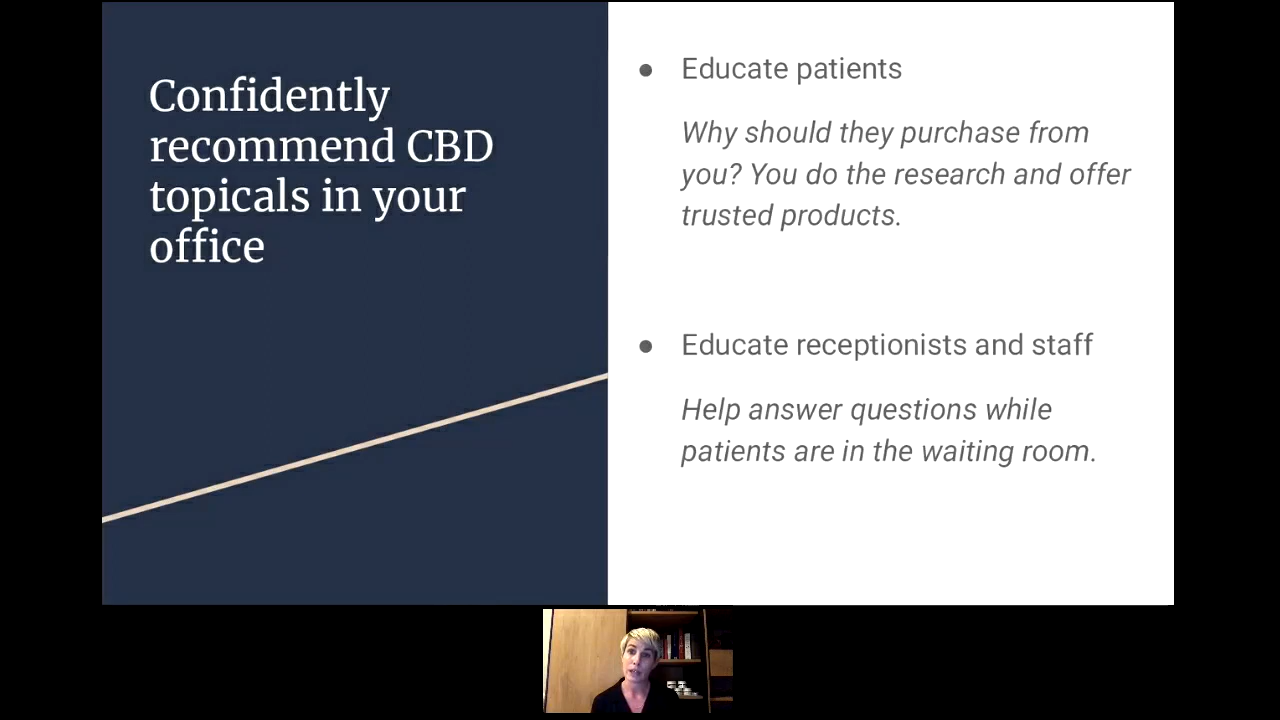 Confidently
recommend CBD
topicals in your
office
● Educate patients
Why should they purchase from
you? You do the research and offer
trusted products.
● Educate receptionists and staff
Help answer questions while
patients are in the waiting room.